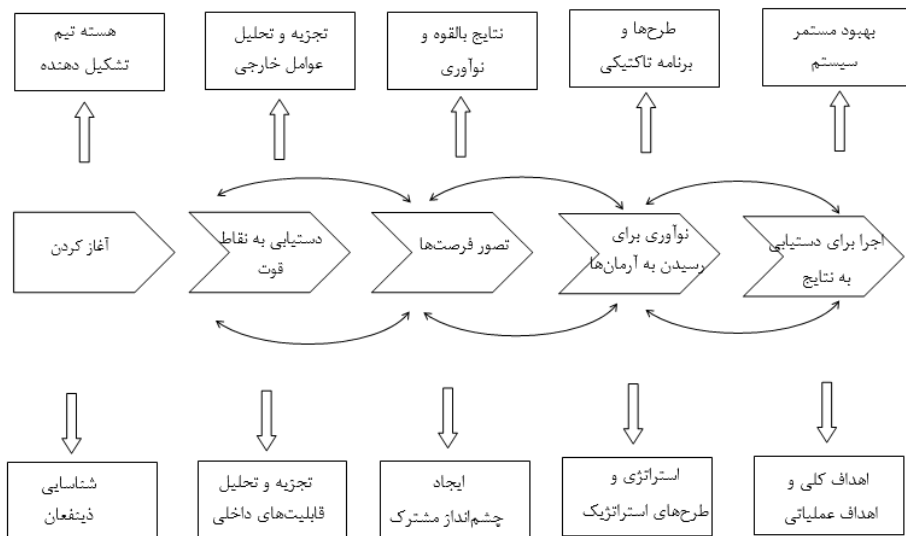 هسته تیم
تشکیل دهنده
تجزیه و تحلیل
عوامل خارجی
نتایج بالقوه و
نوآوری
طرح‌ها و
برنامه تاکتیکی
بهبود مستمر
سیستم
آغاز کردن
دستیابی به نقاط
قوت
تصور فرصت‌ها
نوآوری برای
رسیدن به آرمان‌ها
اجرا برای دستیابی
به نتایج
شناسایی
ذینفعان
تجزیه و تحلیل
قابلیت‌های داخلی
ایجاد
چشم‌انداز مشترک
استراتژی و
طرح‌های استراتژیک
اهداف کلی و
اهداف عملیاتی